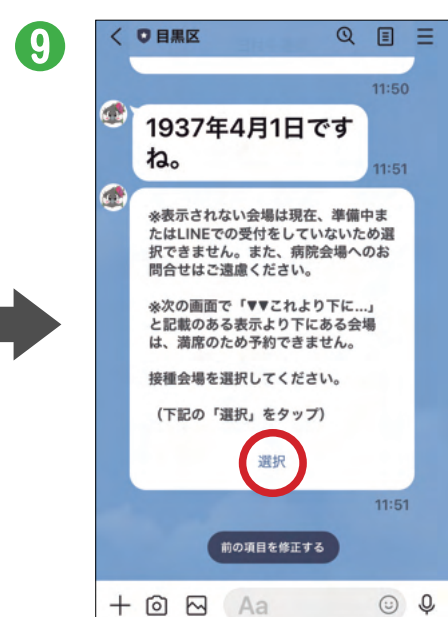 9
目黒区
11:50
1937年4月1日です
ね。
11:51
※表示されない会場は現在、準備中ま
たはLINEでの受付をしていないため選
択できません。また、病院会場へのお
問合せはご遠慮ください。
※次の画面で「▼▼これより下に...」
と記載のある表示より下にある会場
は、満席のため予約できません。
接種会場を選択してください。
（下記の「選択」をタップ）
選択
11:51
前の項目を修正する
Aa